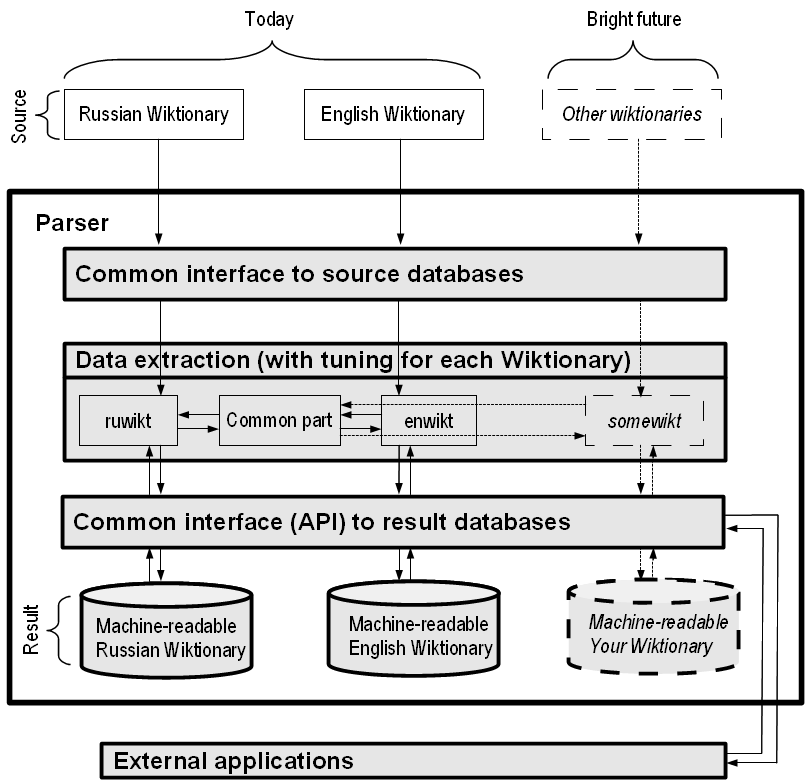 Today
Bright future
Source
Russian Wiktionary
English Wiktionary
Other wiktionaries
Parser
Common interface to source databases
Data extraction (with tuning for each Wiktionary)
ruwikt
Common part
enwikt
somewikt
Common interface (API) to result databases
Result
Machine-readable
Russian Wiktionary
Machine-readable
English Wiktionary
Machine-readable
Your Wiktionary
External applications